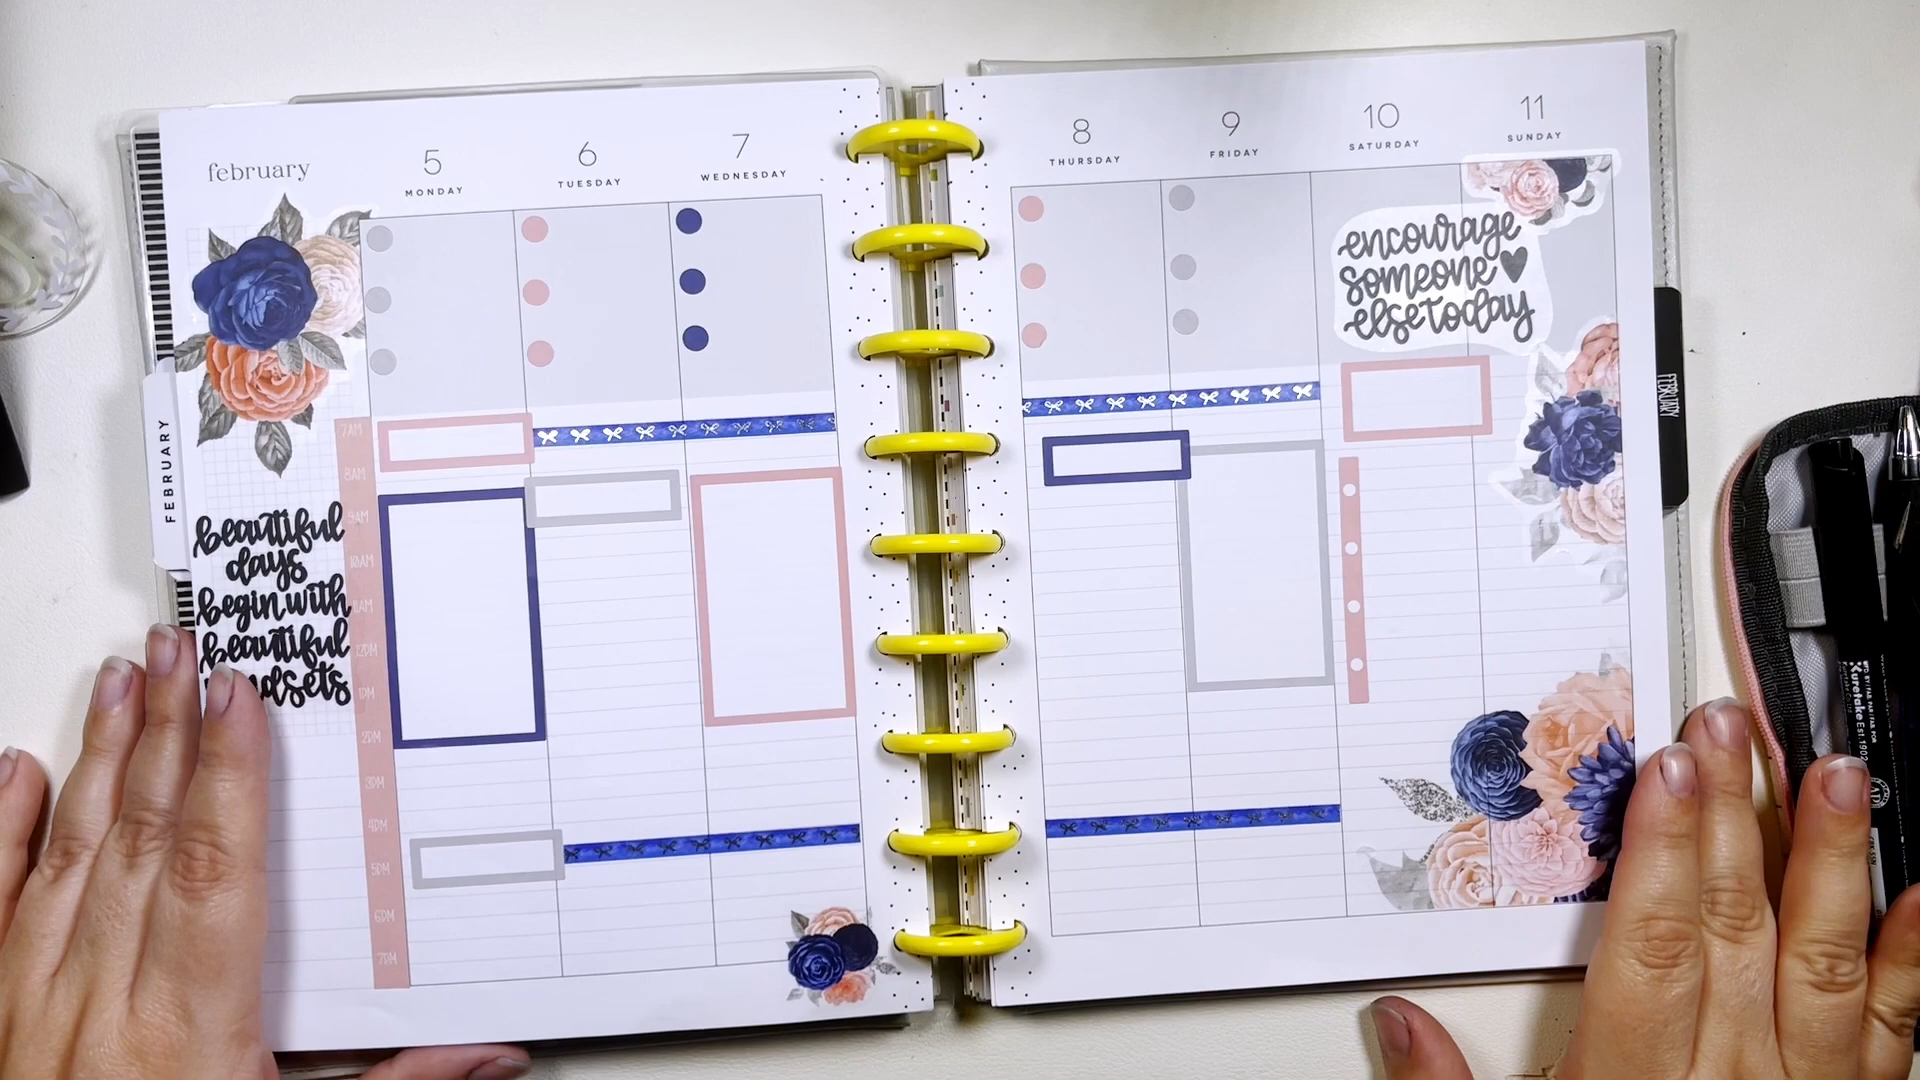 february
5
MONDAY
6
TUESDAY
7
WEDNESDAY
8
THURSDAY
9
FRIDAY
10
SATURDAY
11
SUNDAY
encourage
someone
else today
FEBRUARY
beautiful
days
begin with
beautiful
7AM
8AM
9AM
10AM
11AM
12PM
1PM
2PM
3PM
4PM
5PM
6PM
7PM
FEBRUARY
Kuretake Est. 1902